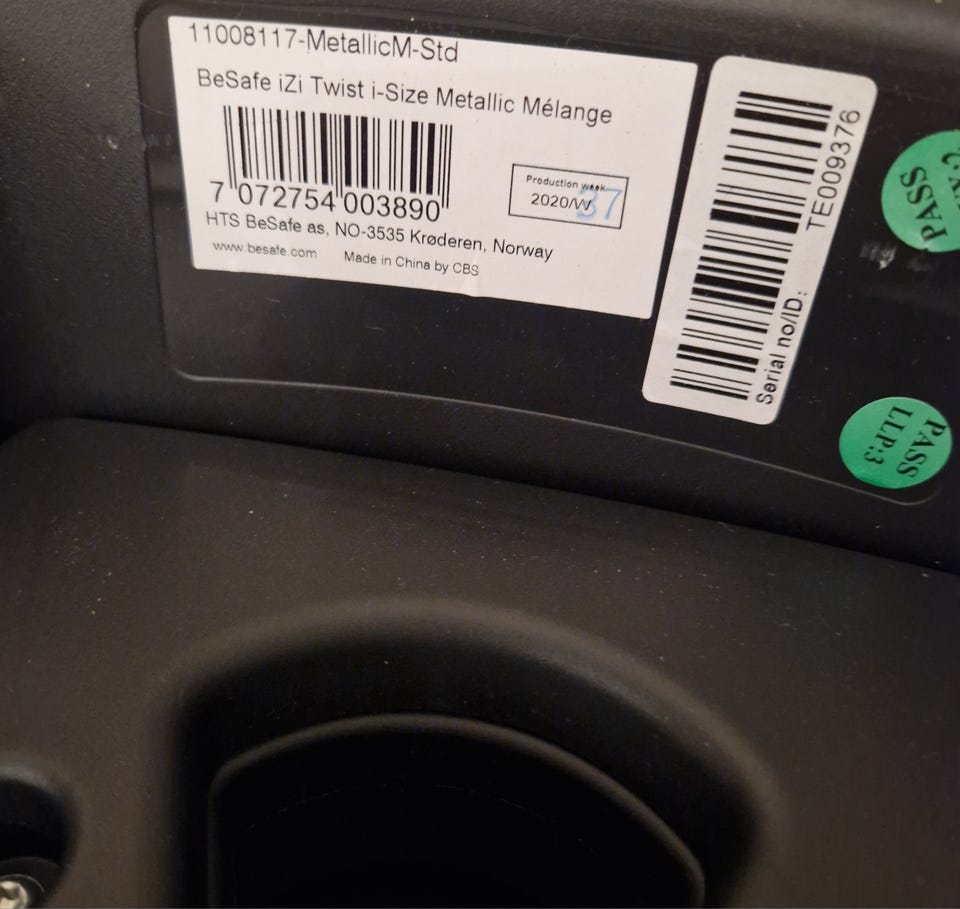 11008117-MetallicM-Std
BeSafe iZi Twist i-Size Metallic Mélange
7 072754 003890
Production week
2020/W 37
HTS BeSafe as, NO-3535 Krøderen, Norway
www.besafe.com Made in China by CBS
Serial no/ID: TE009376
PASS
PASS
LLP:3